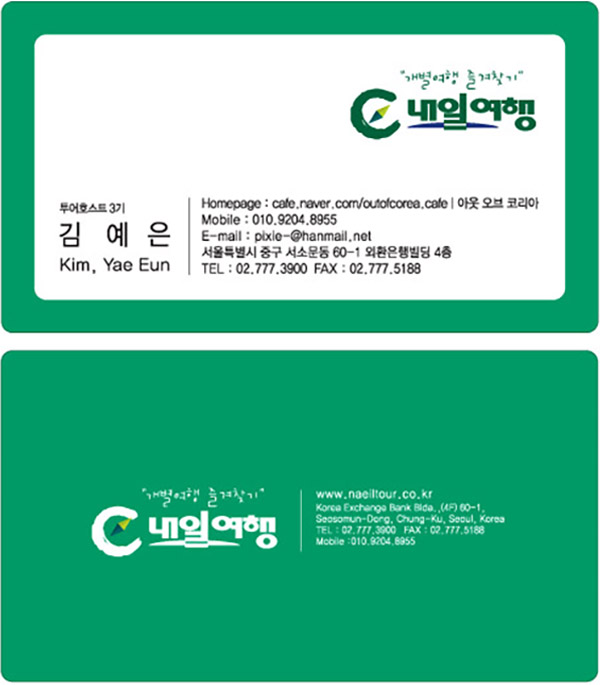 "개별여행 즐겨찾기"
내일여행
투어호스트 3기
김 예 은
Kim, Yae Eun
Homepage : cafe.naver.com/outofcorea.cafe | 아웃 오브 코리아
Mobile : 010.9204.8955
E-mail : pixie-@hanmail.net
서울특별시 중구 서소문동 60-1 외환은행빌딩 4층
TEL : 02.777.3900 FAX : 02.777.5188
"개별여행 즐겨찾기"
내일여행
www.naeiltour.co.kr
Korea Exchange Bank Blda.,(4F) 60-1,
Seosomun-Dong, Chung-Ku, Seoul, Korea
TEL : 02.777.3900 FAX : 02.777.5188
Mobile :010.9204.8955